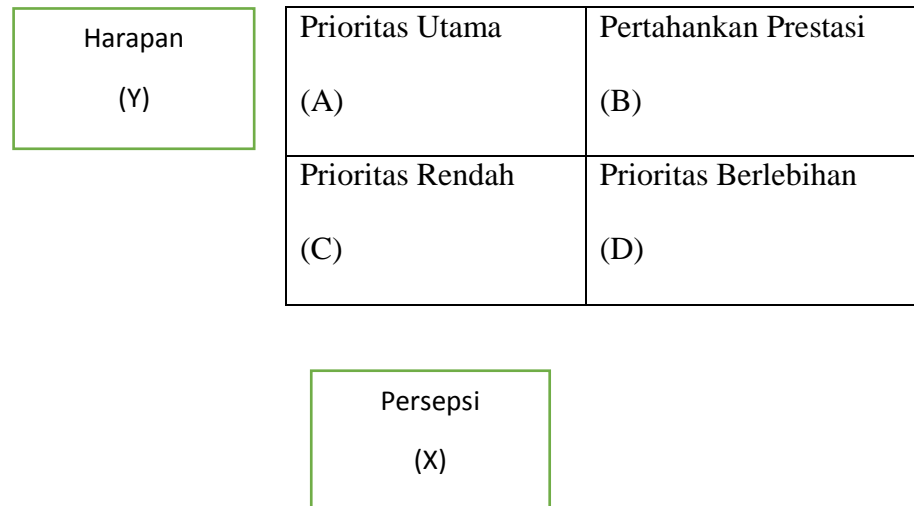 Harapan
(Y)
Prioritas Utama
(A)
Pertahankan Prestasi
(B)
Prioritas Rendah
(C)
Prioritas Berlebihan
(D)
Persepsi
(X)